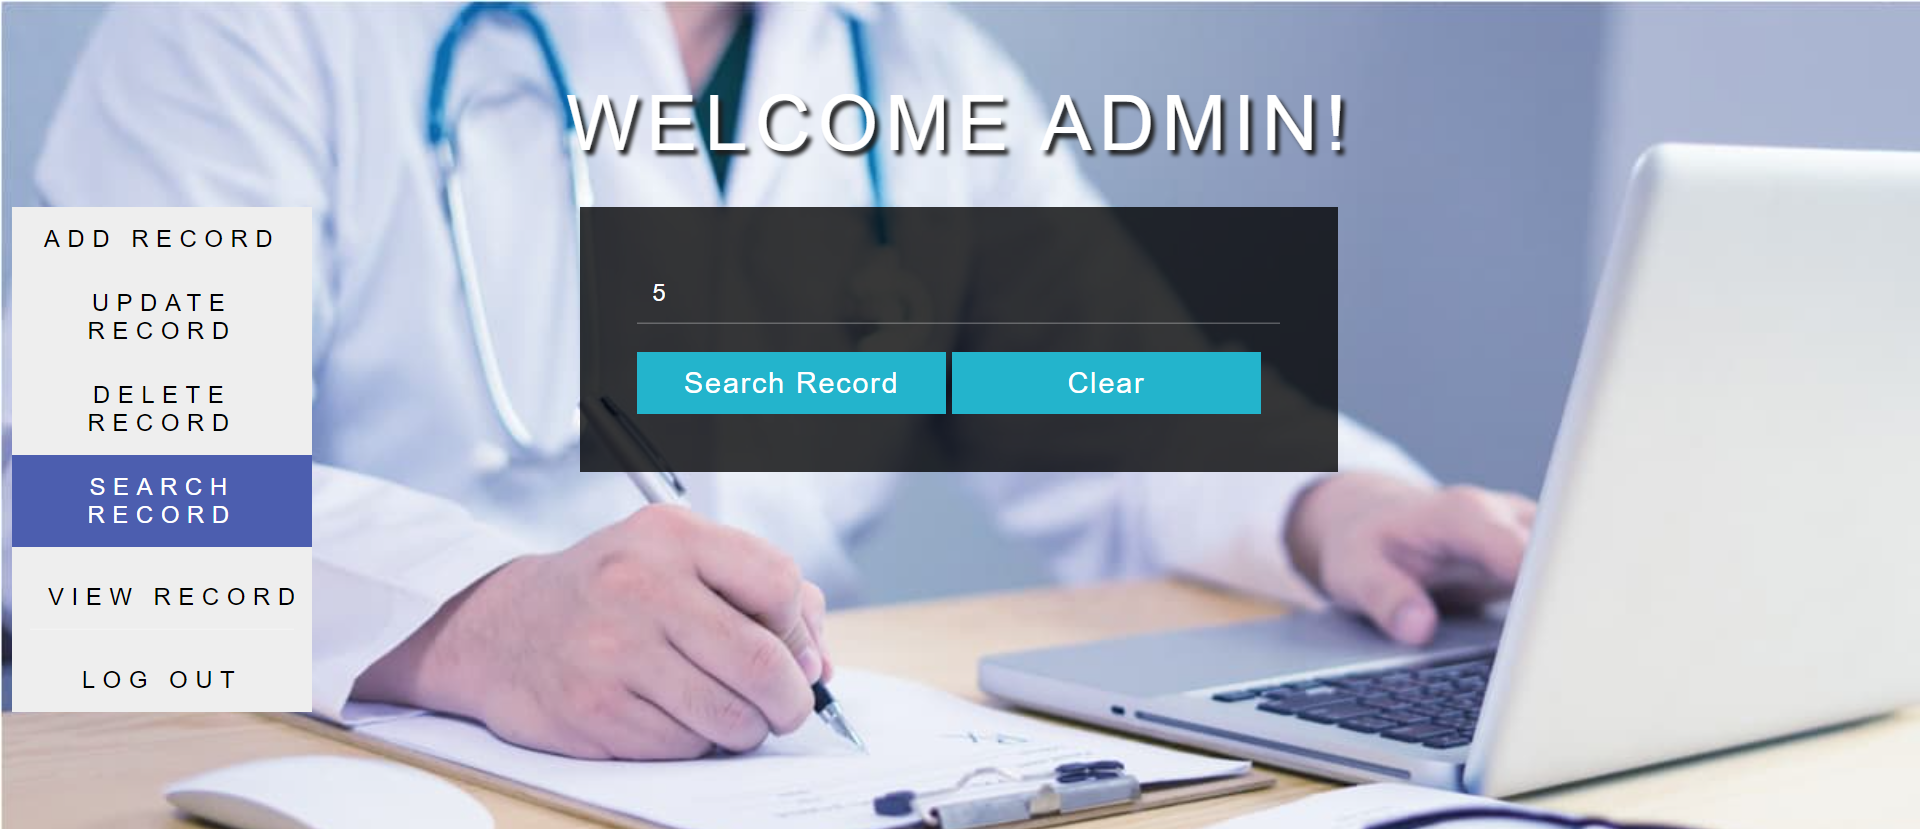 WELCOME ADMIN!
ADD RECORD
UPDATE
RECORD
DELETE
RECORD
SEARCH
RECORD
VIEW RECORD
LOG OUT
5
Search Record
Clear